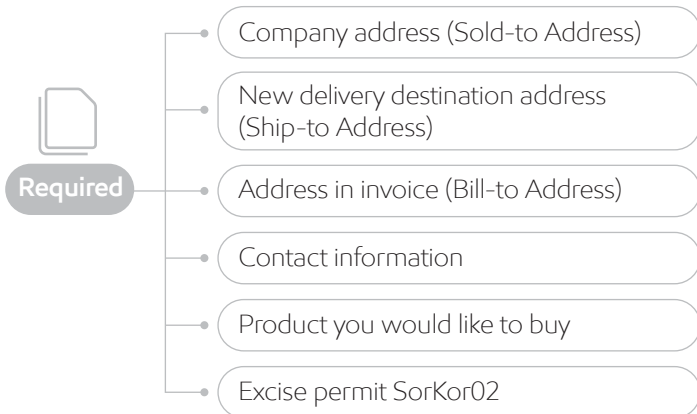 Company address (Sold-to Address)
New delivery destination address
(Ship-to Address)
Required
Address in invoice (Bill-to Address)
Contact information
Product you would like to buy
Excise permit SorKor02